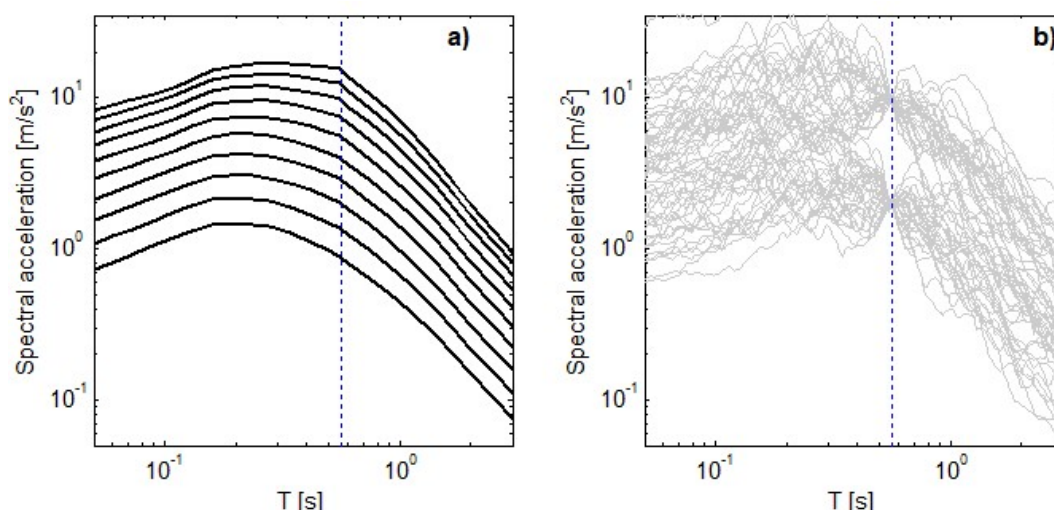 a)
Spectral acceleration [m/s²]
10¹
10⁰
10⁻¹
10⁻¹ 10⁰
T [s]
b)
Spectral acceleration [m/s²]
10¹
10⁰
10⁻¹
10⁻¹ 10⁰
T [s]